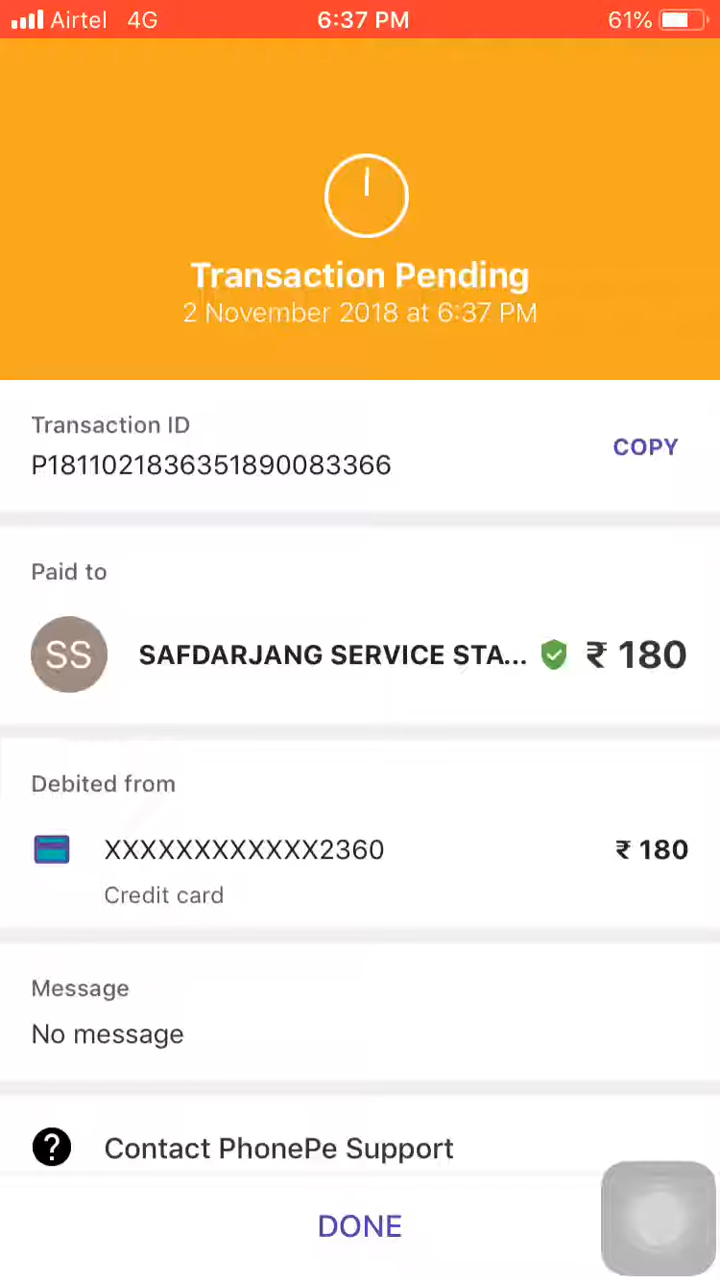 Airtel 4G 6:37 PM 61%
Transaction Pending
2 November 2018 at 6:37 PM
Transaction ID
P1811021836351890083366
COPY
Paid to
SS SAFDARJANG SERVICE STA... ₹ 180
Debited from
XXXXXXXXXXXX2360 ₹ 180
Credit card
Message
No message
? Contact PhonePe Support
DONE